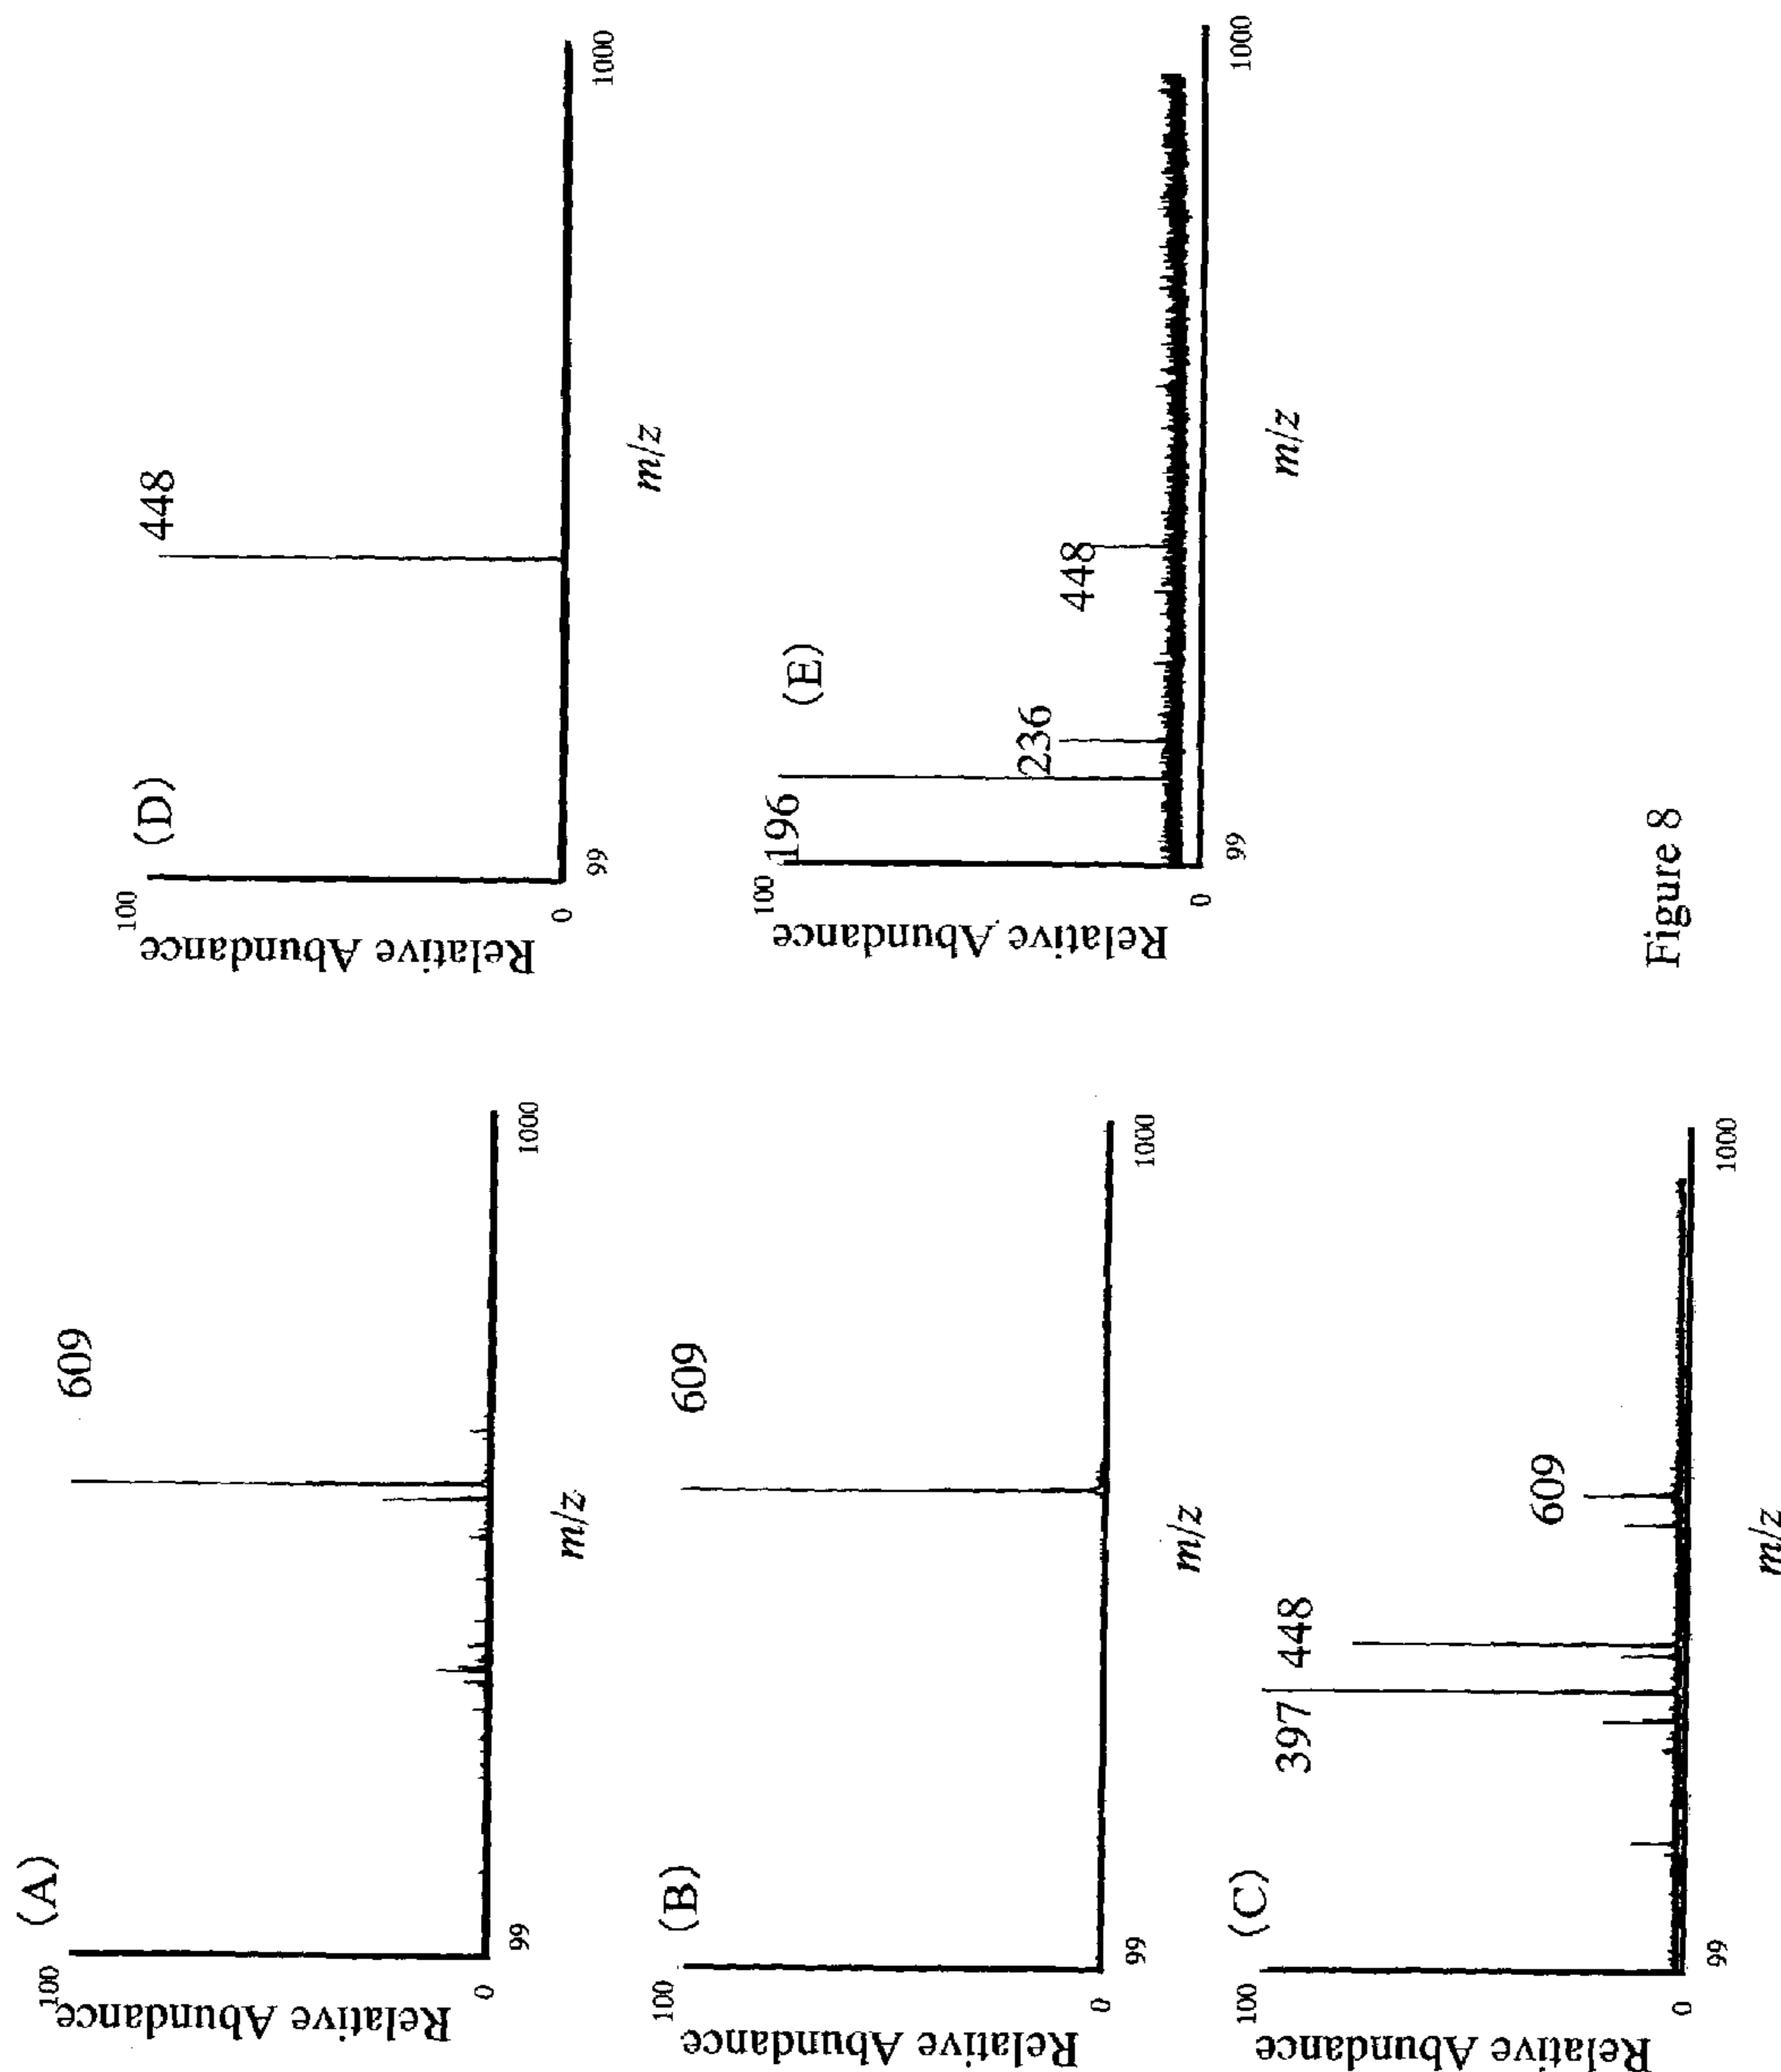 (A)
100
609
Relative Abundance
0
99
1000
m/z
(B)
100
609
Relative Abundance
0
99
1000
m/z
(C)
100
397
448
609
Relative Abundance
0
99
1000
m/z
(D)
100
448
Relative Abundance
0
99
1000
m/z
(E)
100
196
236
448
Relative Abundance
0
99
1000
m/z
Figure 8